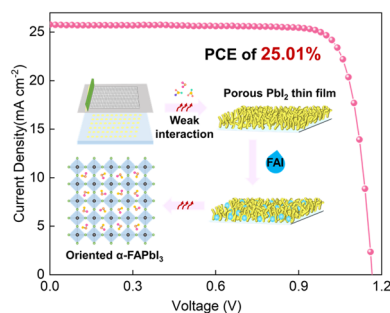 PCE of 25.01%
Weak
interaction
Porous PbI₂ thin film
FAI
Oriented α-FAPbI₃
Current Density(mA cm⁻²)
25
20
15
10
5
0
0.0
0.3
0.6
0.9
1.2
Voltage (V)